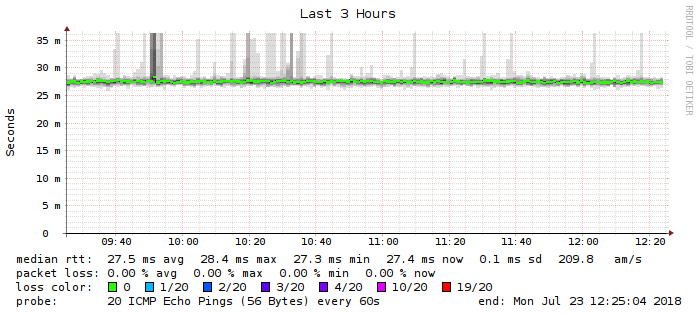 Last 3 Hours
RRDTOOL / TOBI OETIKER
Seconds
35 m
30 m
25 m
20 m
15 m
10 m
5 m
0
09:40 10:00 10:20 10:40 11:00 11:20 11:40 12:00 12:20
median rtt: 27.5 ms avg 28.4 ms max 27.3 ms min 27.4 ms now 0.1 ms sd 209.8 am/s
packet loss: 0.00 % avg 0.00 % max 0.00 % min 0.00 % now
loss color: 0 1/20 2/20 3/20 4/20 10/20 19/20
probe: 20 ICMP Echo Pings (56 Bytes) every 60s end: Mon Jul 23 12:25:04 2018